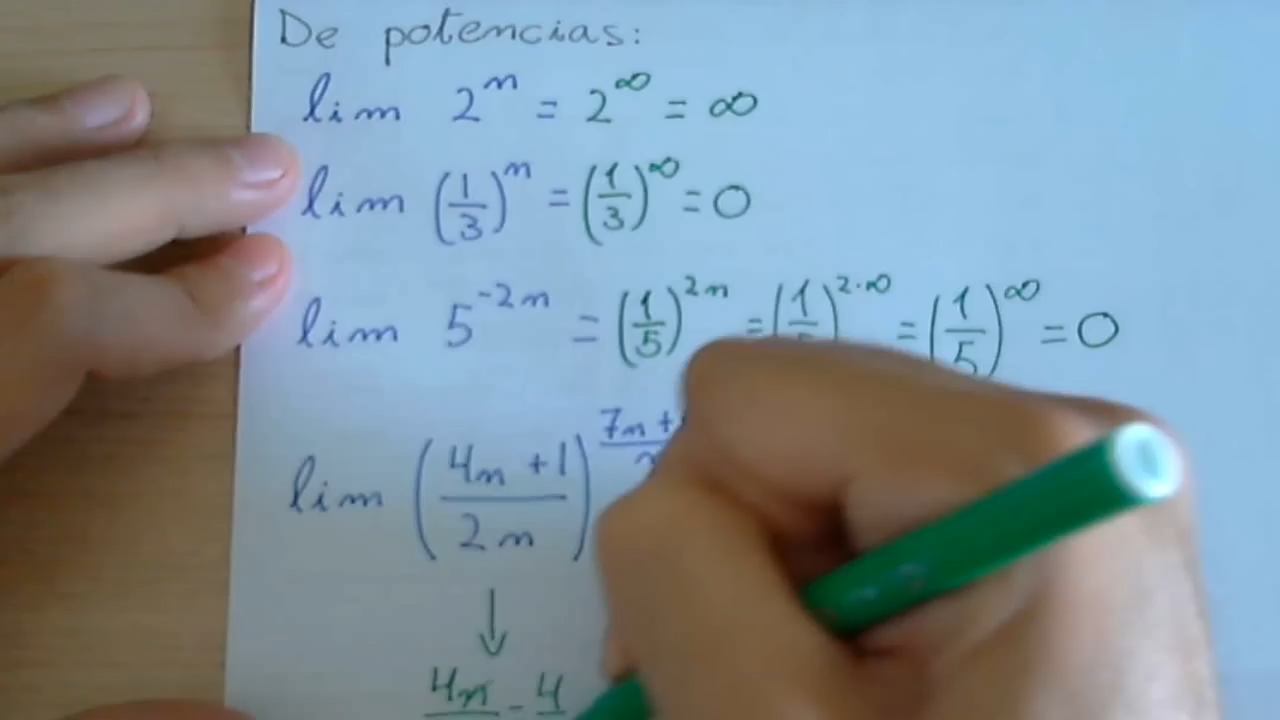 De potencias:
lim 2^n = 2^∞ = ∞
lim (1/3)^n = (1/3)^∞ = 0
lim 5^-2n = (1/5)^2n = (1/5)^2·∞ = (1/5)^∞ = 0
lim ((4n+1)/(2n))^7n+
↓
4n - 4